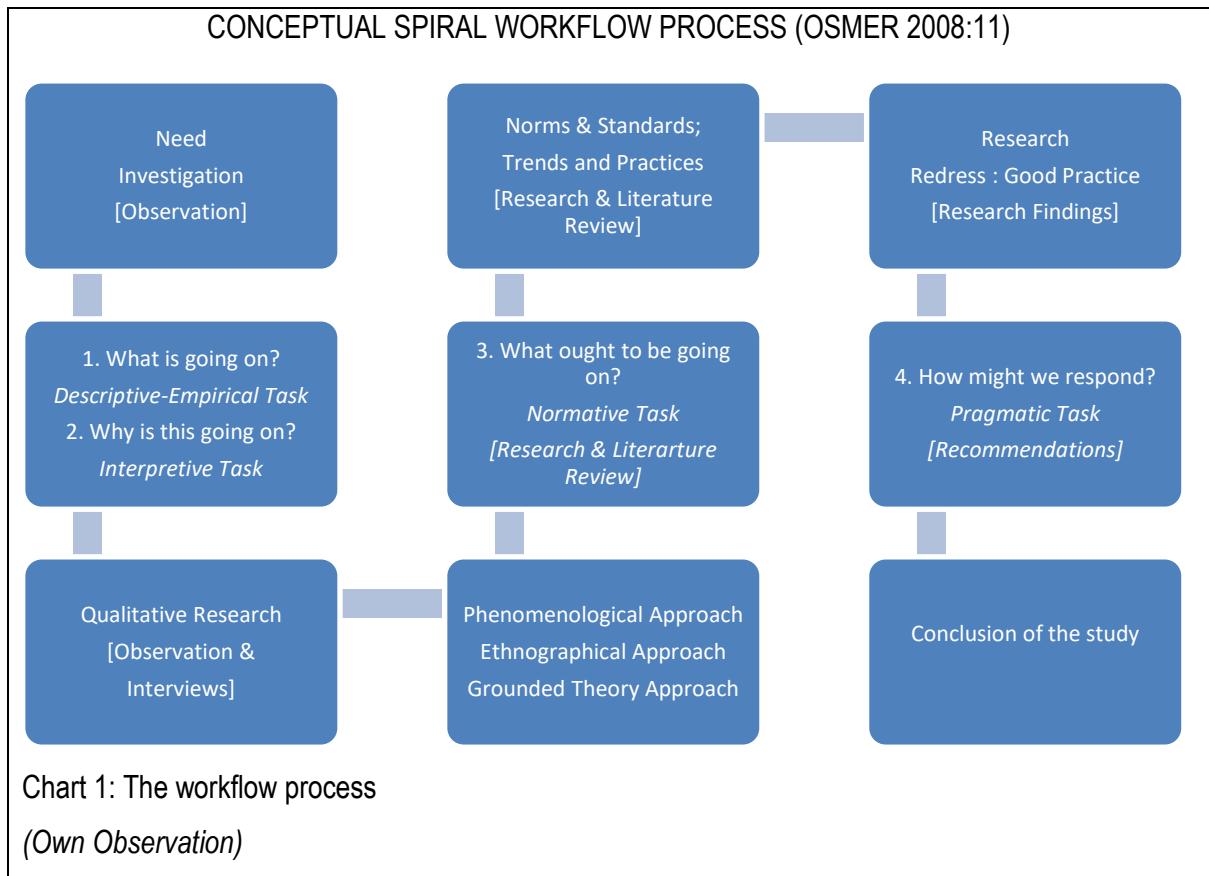 CONCEPTUAL SPIRAL WORKFLOW PROCESS (OSMER 2008:11)
Need
Investigation
[Observation]
1. What is going on?
Descriptive-Empirical Task
2. Why is this going on?
Interpretive Task
Qualitative Research
[Observation &
Interviews]
Phenomenological Approach
Ethnographical Approach
Grounded Theory Approach
3. What ought to be going
on?
Normative Task
[Research & Literarture
Review]
Norms & Standards;
Trends and Practices
[Research & Literature
Review]
Research
Redress : Good Practice
[Research Findings]
4. How might we respond?
Pragmatic Task
[Recommendations]
Conclusion of the study
Chart 1: The workflow process
(Own Observation)